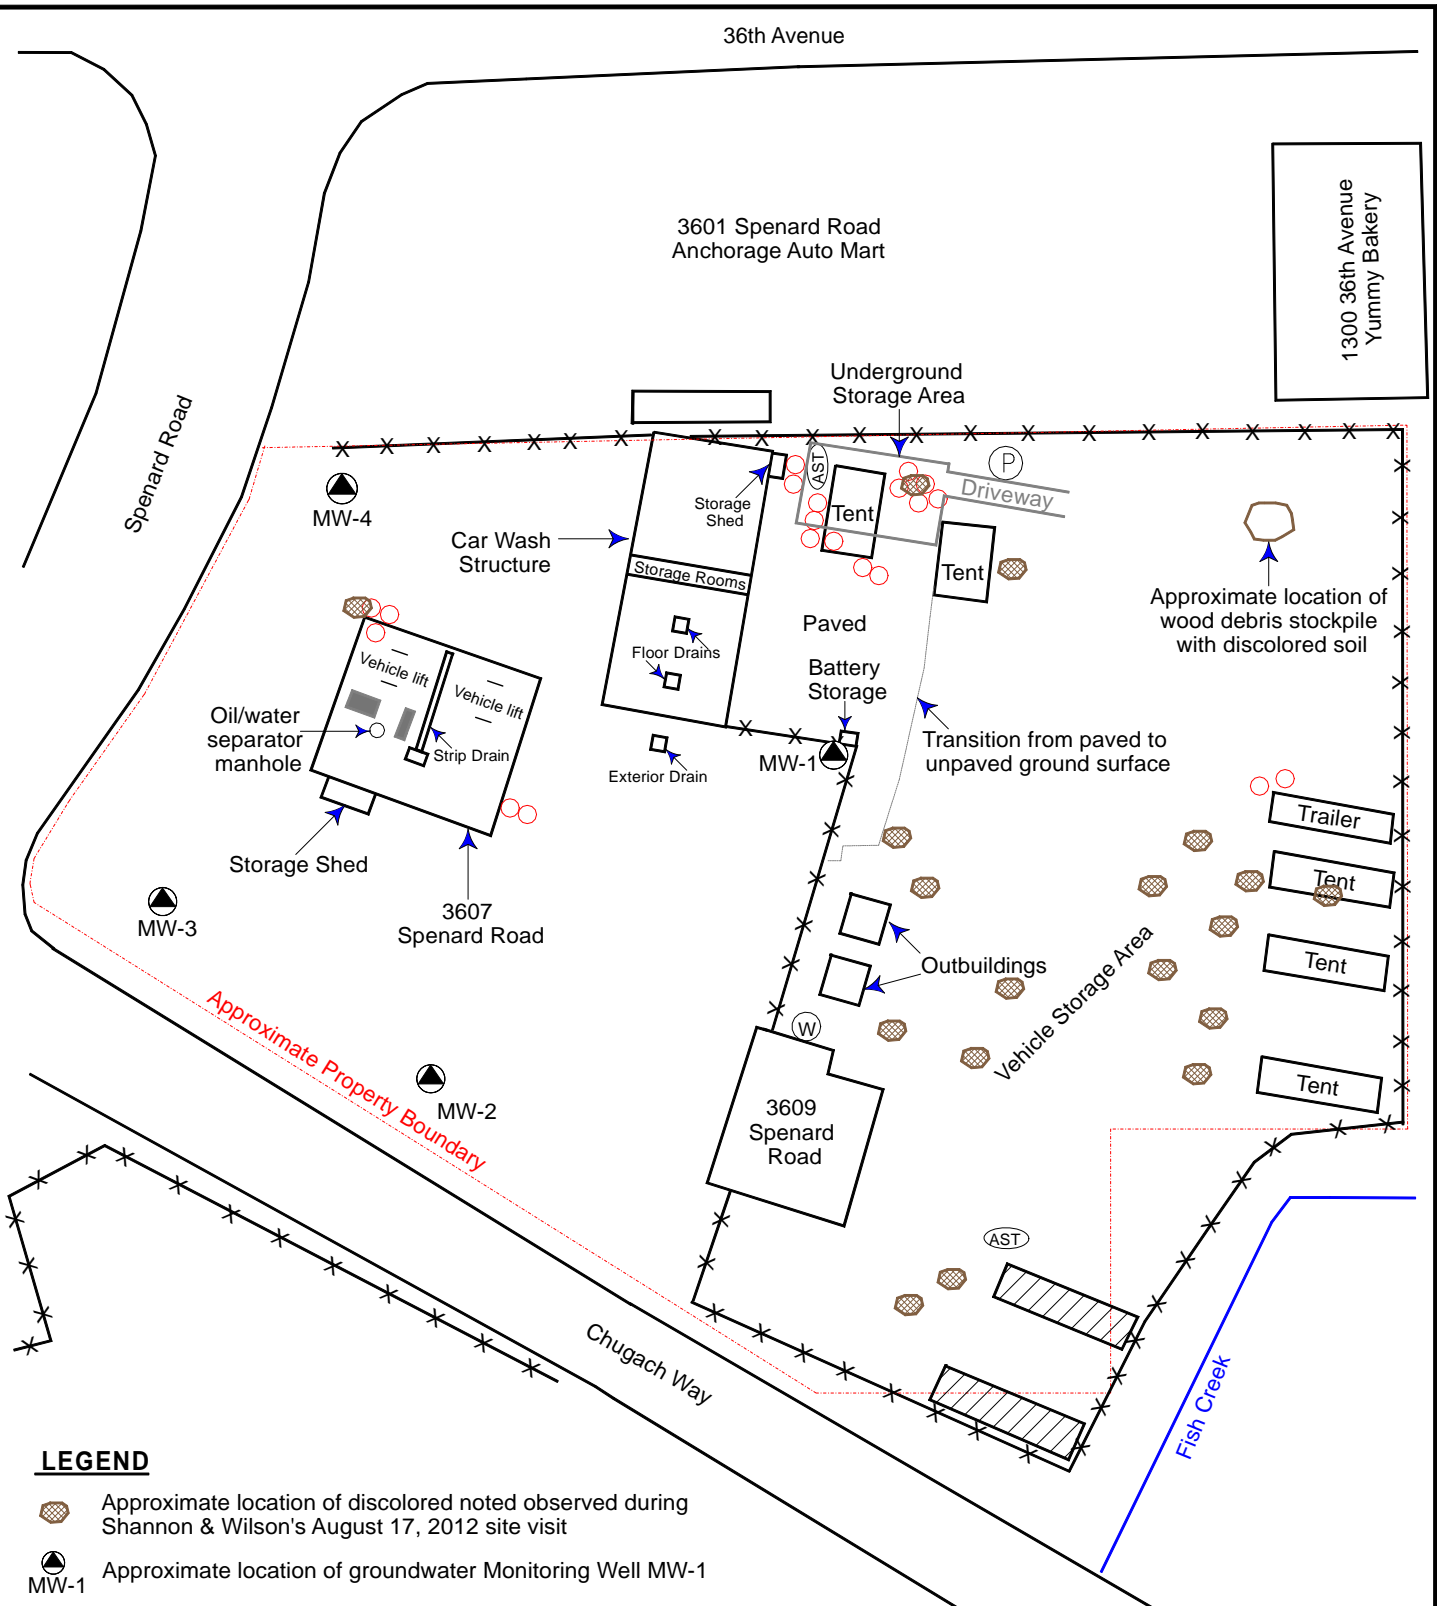 36th Avenue
3601 Spenard Road
Anchorage Auto Mart
1300 36th Avenue
Yummy Bakery
Spenard Road
Underground
Storage Area
AST
P
Driveway
MW-4
Storage
Shed
Tent
Car Wash
Structure
Storage Rooms
Tent
Approximate location of
wood debris stockpile
with discolored soil
Paved
Floor Drains
Battery
Storage
Vehicle lift
Vehicle lift
Oil/water
separator
manhole
Strip Drain
Exterior Drain
MW-1
Transition from paved to
unpaved ground surface
Trailer
Storage Shed
Tent
3607
Spenard Road
MW-3
Outbuildings
Vehicle Storage Area
Tent
Approximate Property Boundary
W
MW-2
Tent
3609
Spenard
Road
AST
Chugach Way
Fish Creek
LEGEND
Approximate location of discolored noted observed during
Shannon & Wilson's August 17, 2012 site visit
MW-1
Approximate location of groundwater Monitoring Well MW-1